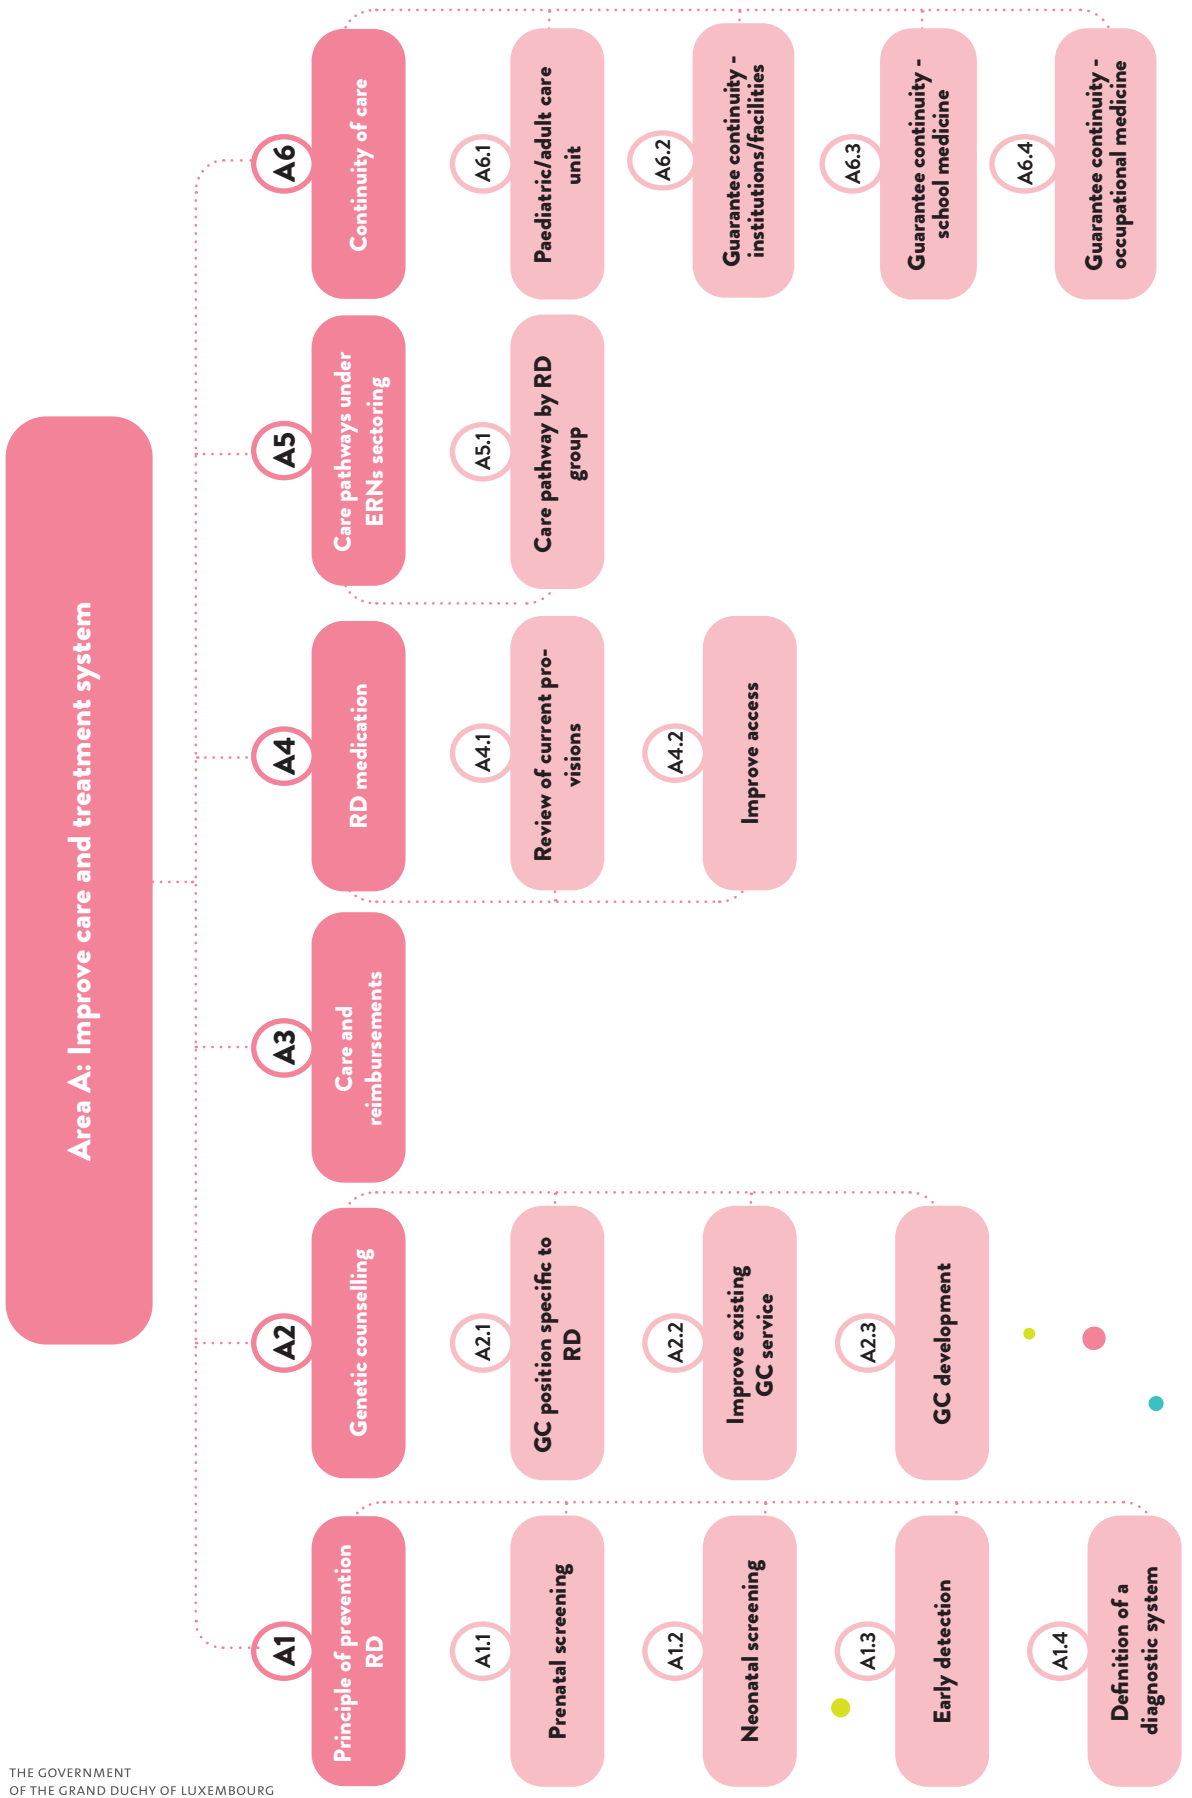 Area A: Improve care and treatment system
A1
Principle of prevention
RD
A1.1
Prenatal screening
A1.2
Neonatal screening
A1.3
Early detection
A1.4
Definition of a
diagnostic system
A2
Genetic counselling
A2.1
GC position specific to
RD
A2.2
Improve existing
GC service
A2.3
GC development
A3
Care and
reimbursements
A4
RD medication
A4.1
Review of current pro-
visions
A4.2
Improve access
A5
Care pathways under
ERNs sectoring
A5.1
Care pathway by RD
group
A6
Continuity of care
A6.1
Paediatric/adult care
unit
A6.2
Guarantee continuity -
institutions/facilities
A6.3
Guarantee continuity -
school medicine
A6.4
Guarantee continuity -
occupational medicine
THE GOVERNMENT
OF THE GRAND DUCHY OF LUXEMBOURG